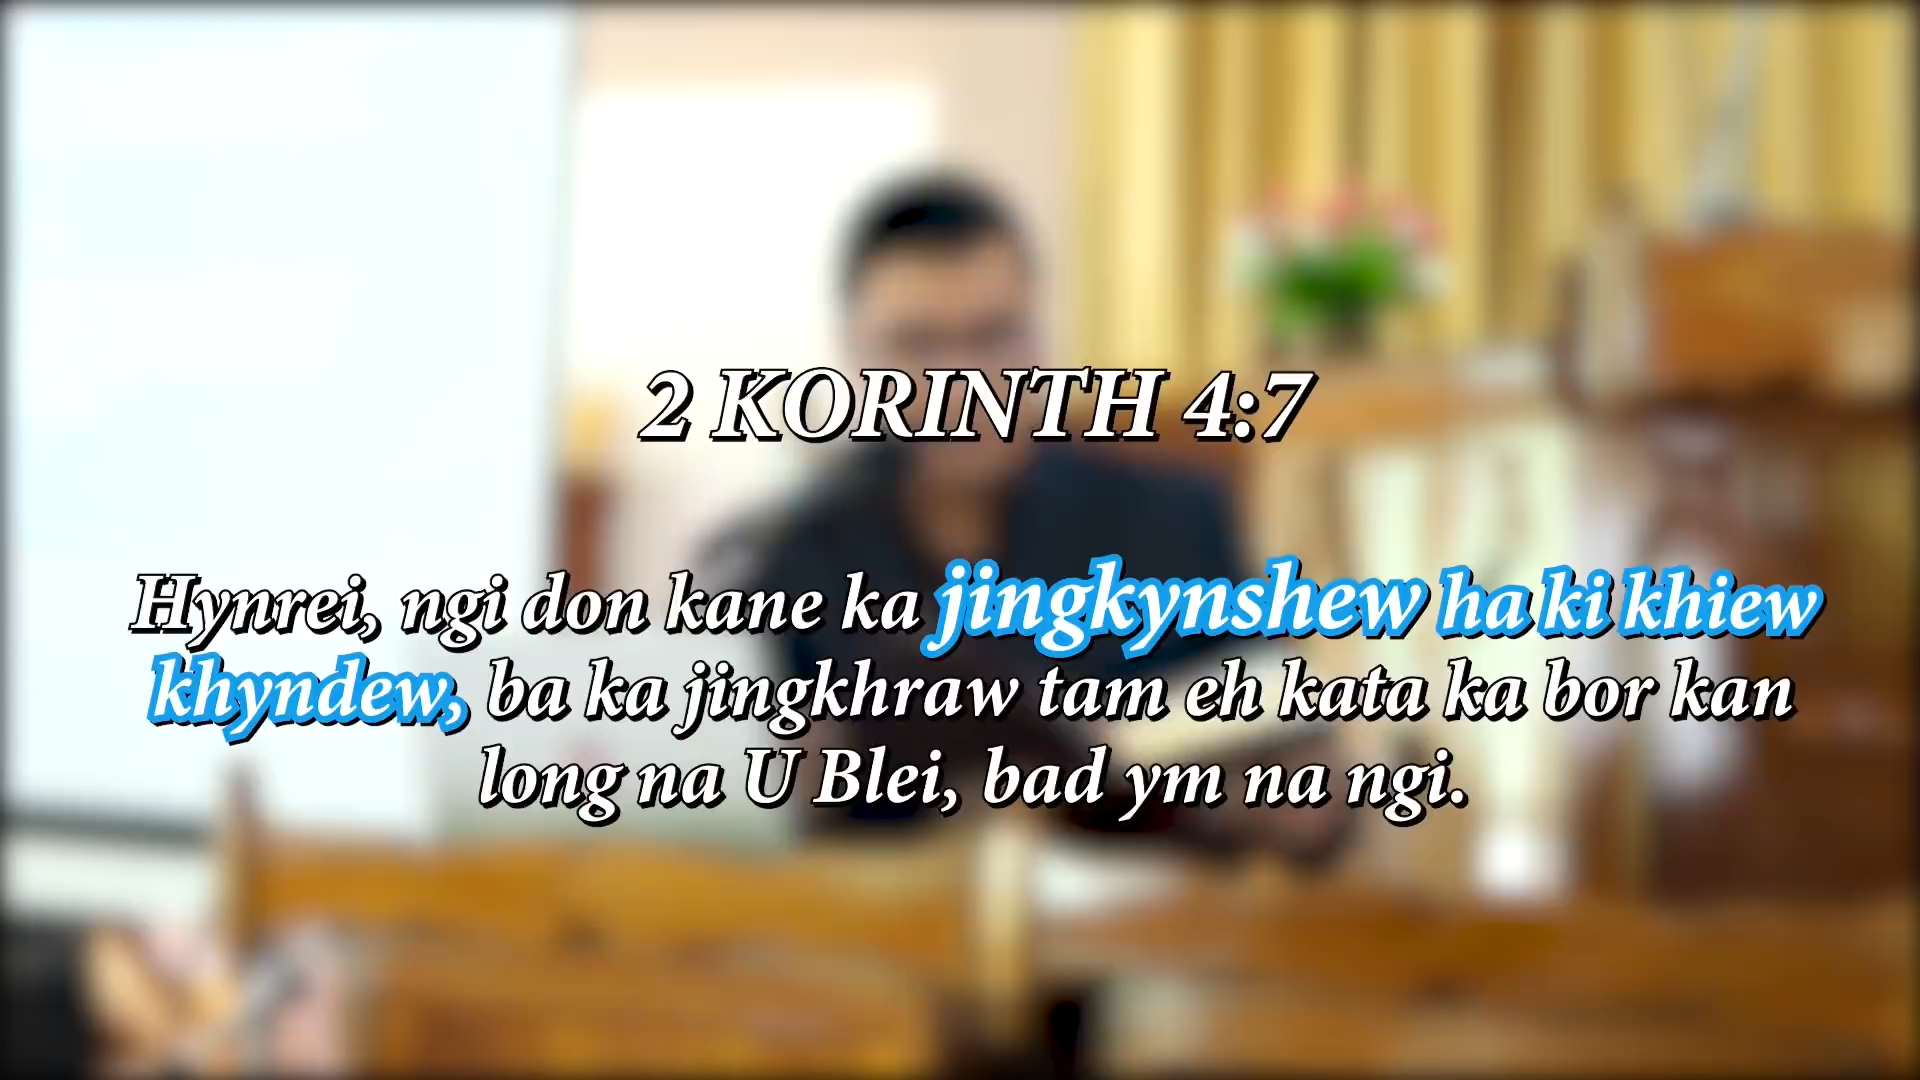 2 KORINTH 4:7
Hynrei, ngi don kane ka jingkynshew ha ki khiew
khyndew, ba ka jingkhraw tam eh kata ka bor kan
long na U Blei, bad ym na ngi.